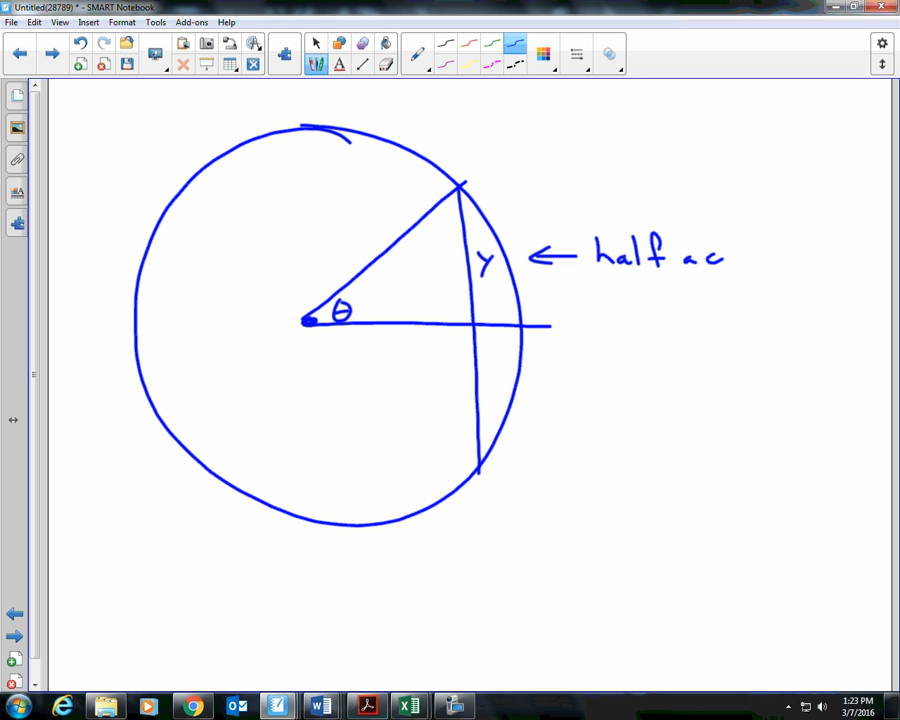 Untitled(28789) * - SMART Notebook
File Edit View Insert Format Tools Add-ons Help
y
half a c
θ
1:23 PM
3/7/2016